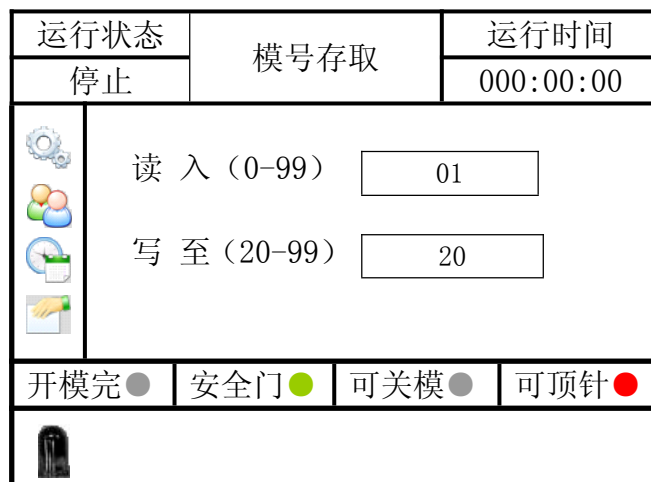 运行状态
模号存取
运行时间
停止
000:00:00
读 入（0-99） 01
写 至（20-99） 20
开模完 安全门 可关模 可顶针